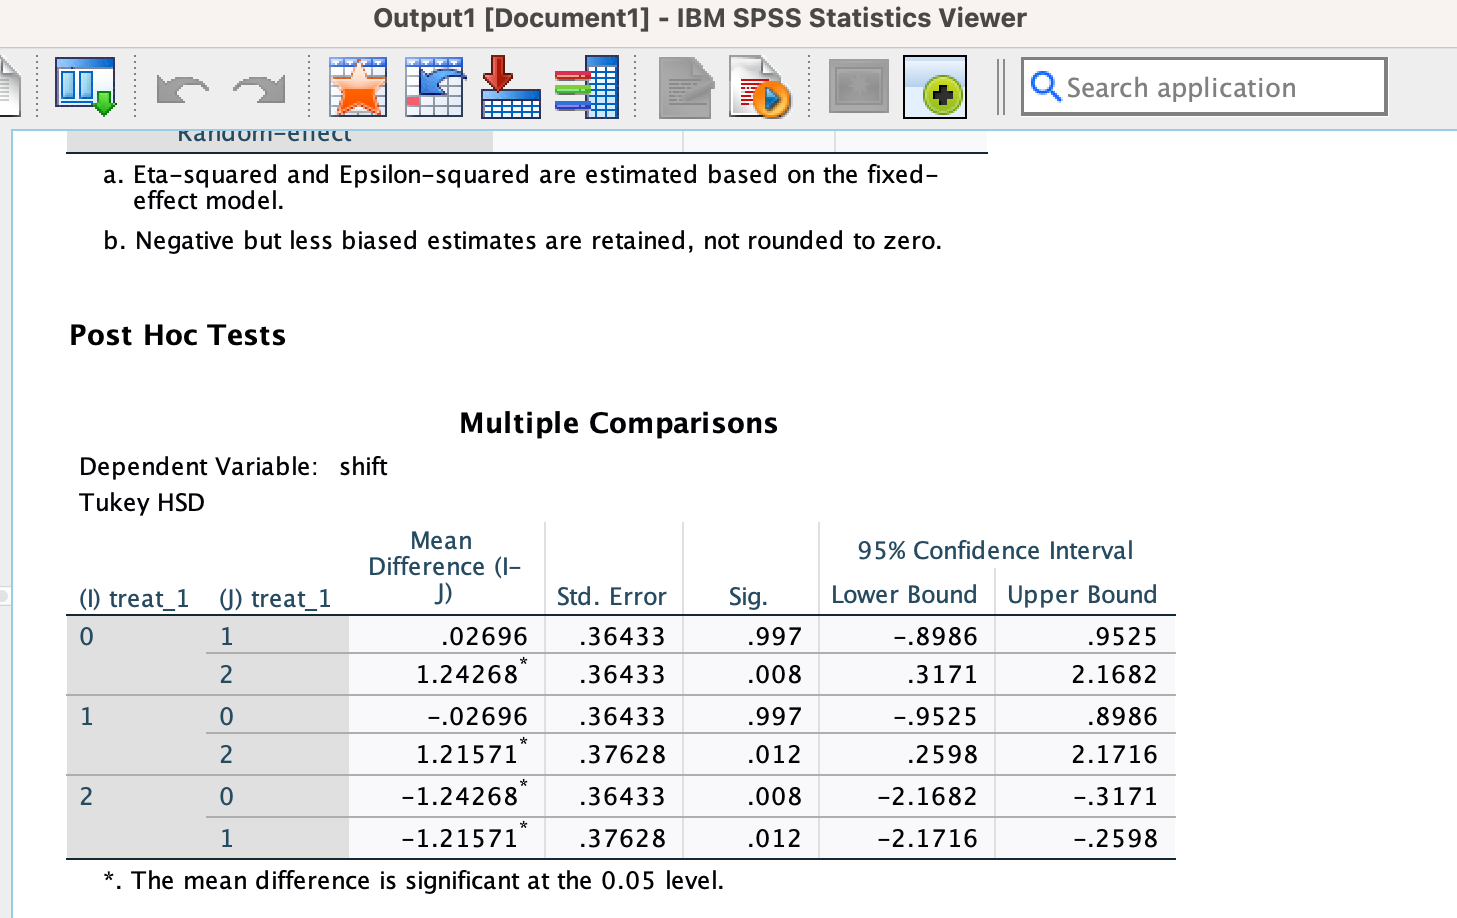 Output1 [Document1] - IBM SPSS Statistics Viewer
Search application
Random-effect
a. Eta-squared and Epsilon-squared are estimated based on the fixed-
effect model.
b. Negative but less biased estimates are retained, not rounded to zero.
Post Hoc Tests
Multiple Comparisons
Dependent Variable: shift
Tukey HSD
(I) treat_1 (J) treat_1 Mean Difference (I-J) Std. Error Sig. 95% Confidence Interval
Lower Bound Upper Bound
0 1 .02696 .36433 .997 -.8986 .9525
2 1.24268* .36433 .008 .3171 2.1682
1 0 -.02696 .36433 .997 -.9525 .8986
2 1.21571* .37628 .012 .2598 2.1716
2 0 -1.24268* .36433 .008 -2.1682 -.3171
1 -1.21571* .37628 .012 -2.1716 -.2598
*. The mean difference is significant at the 0.05 level.